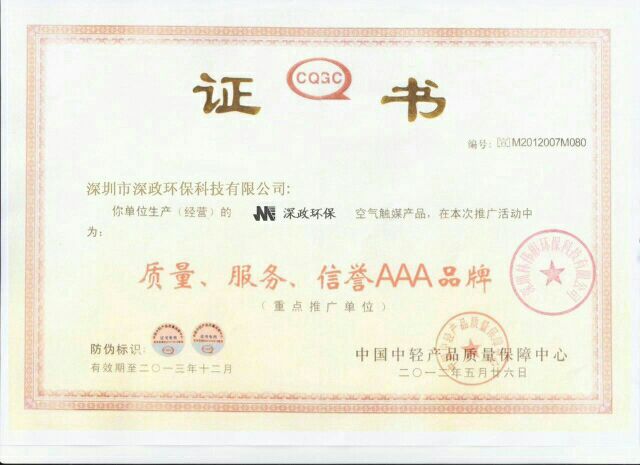 证 CQGC 书
编号: M2012007M080
深圳市深政环保科技有限公司:
你单位生产（经营）的 深政环保 空气触媒产品，在本次推广活动中
为：
质量、服务、信誉AAA品牌
（重点推广单位）
防伪标识:
有效期至二〇一三年十二月
中国中轻产品质量保障中心
二〇一二年五月廿六日